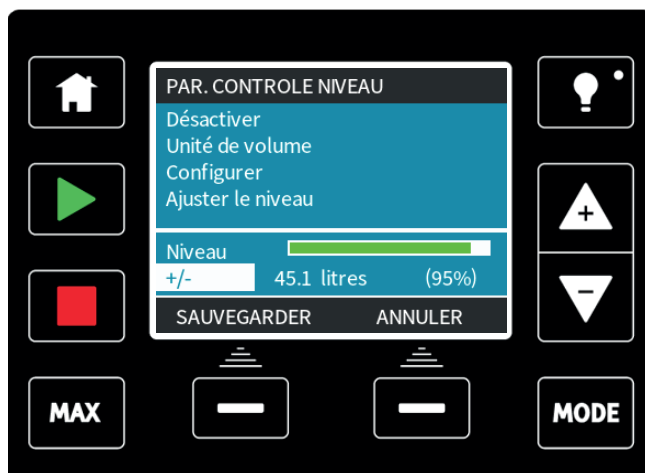 PAR. CONTROLE NIVEAU
Désactiver
Unité de volume
Configurer
Ajuster le niveau
+
Niveau
+/- 45.1 litres (95%)
−
SAUVEGARDER ANNULER
MAX MODE